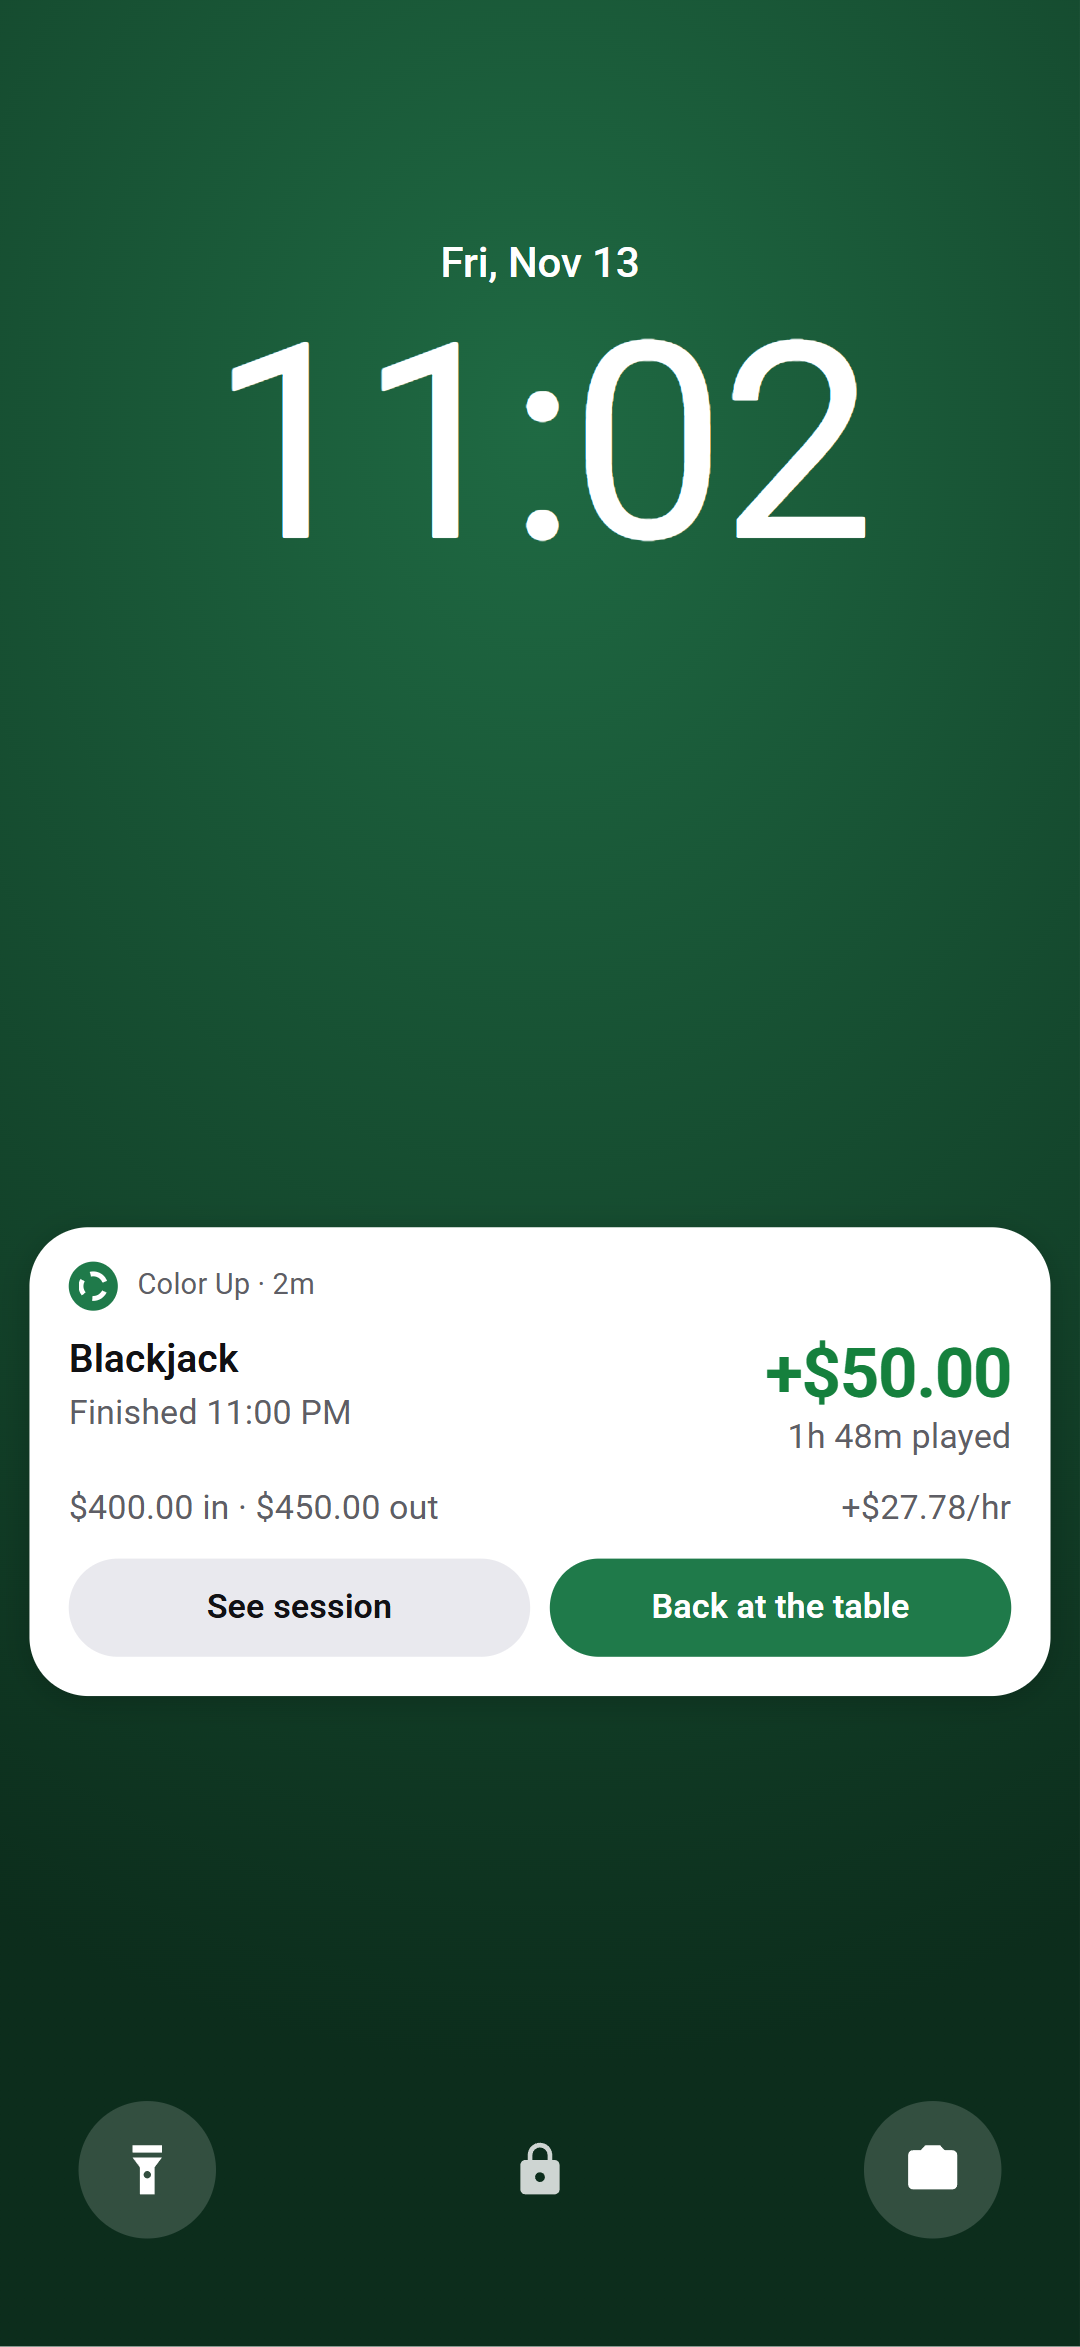 Fri, Nov 13
11:02
Color Up · 2m
Blackjack
+$50.00
Finished 11:00 PM
1h 48m played
$400.00 in · $450.00 out
+$27.78/hr
See session
Back at the table